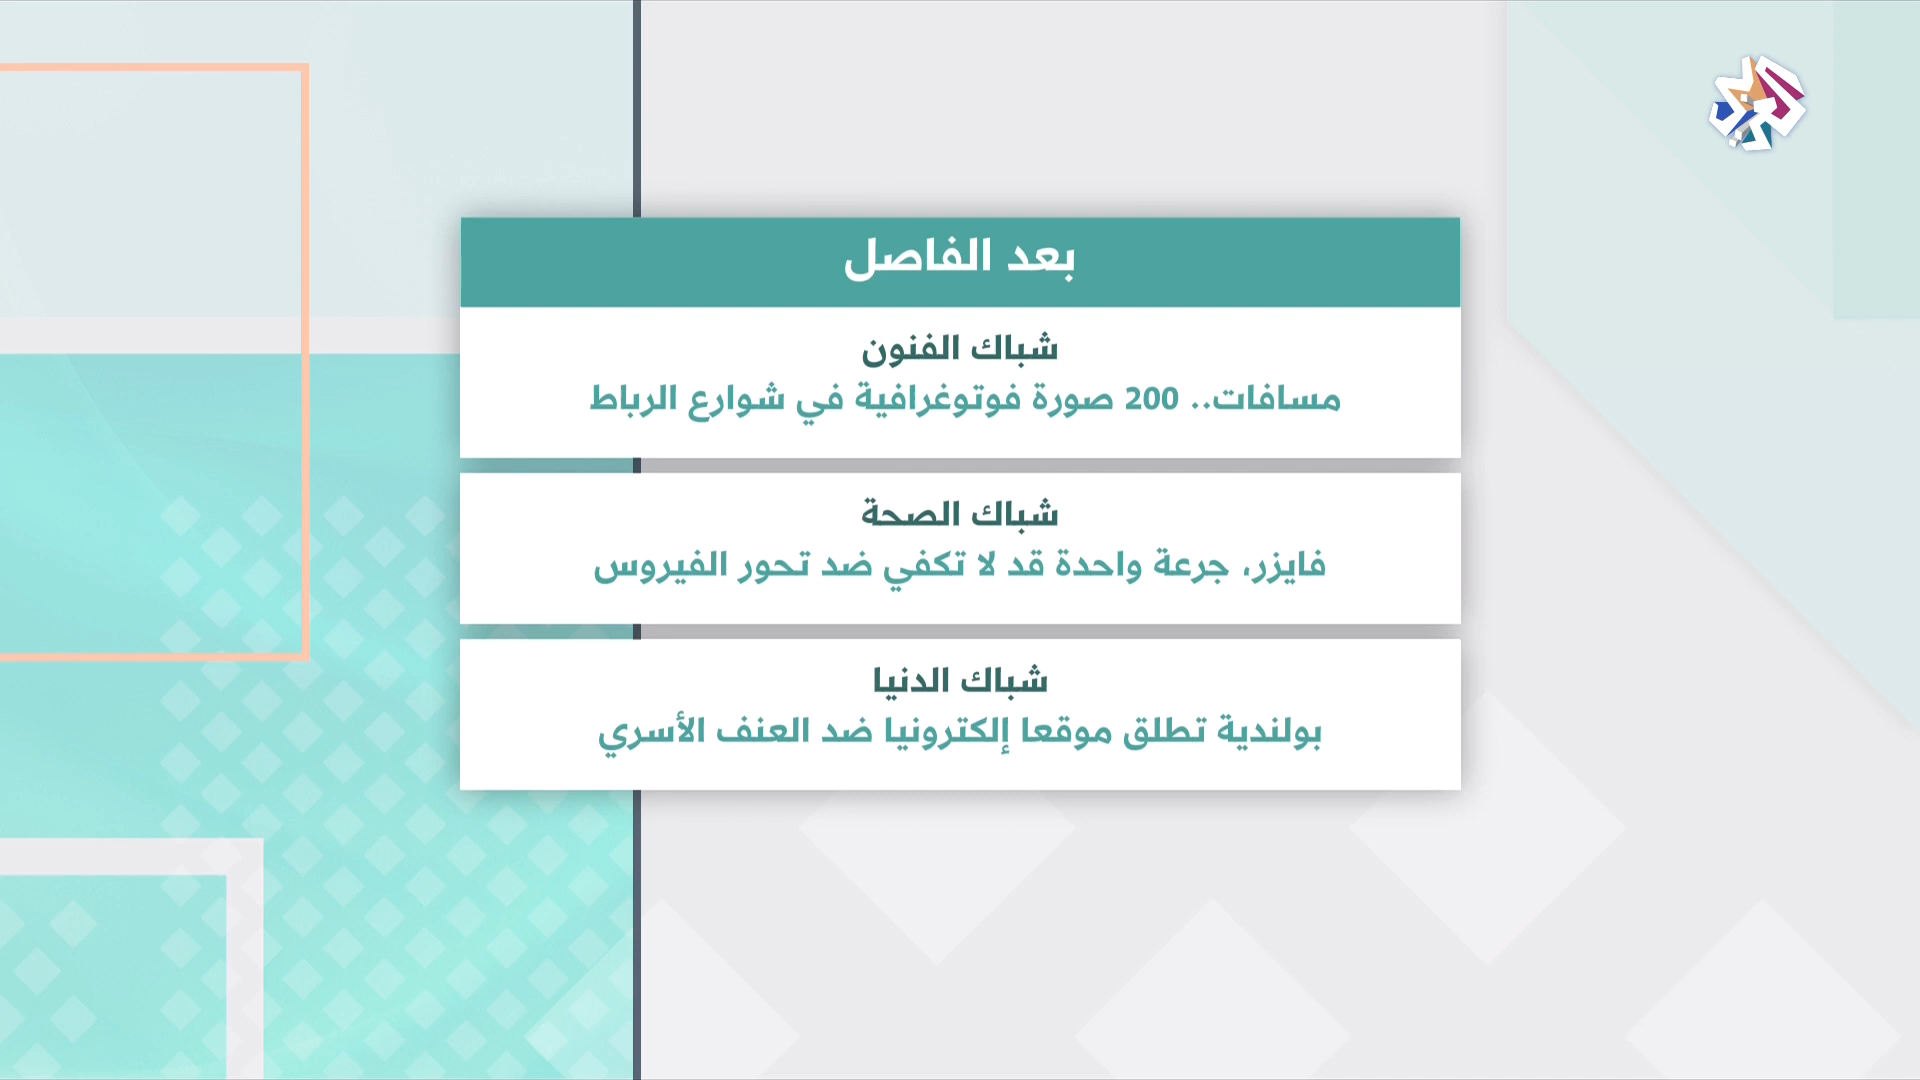 بعد الفاصل
شباك الفنون
مسافات.. 200 صورة فوتوغرافية في شوارع الرباط
شباك الصحة
فايزر، جرعة واحدة قد لا تكفي ضد تحور الفيروس
شباك الدنيا
بولندية تطلق موقعا إلكترونيا ضد العنف الأسري